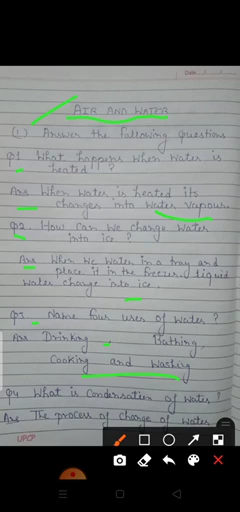 Date
AIR AND WATER
(1) Answer the following questions
Q1 What happens when water is
heated ?
Ans When water is heated its
changes into water vapour
Q2. How can we change water
into ice ?
Ans When we water in a tray and
place it in the freezer. liquid
water change into ice.
Q3 Name four uses of water ?
Ans Drinking, Bathing,
Cooking and Washing
Q4 What is condensation of water ?
Ans The process of change of water
UPCP